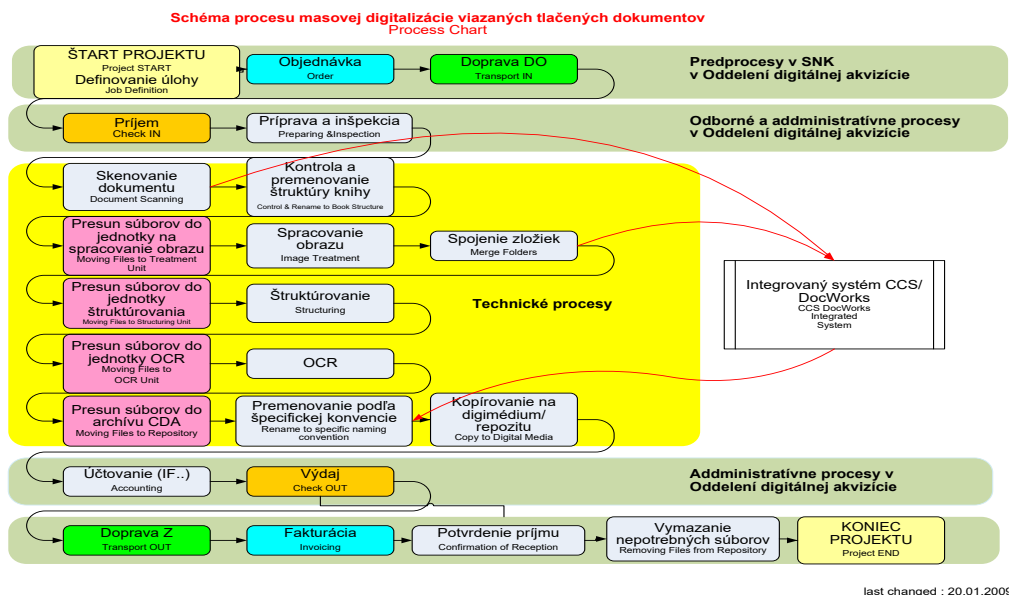 Schéma procesu masovej digitalizácie viazaných tlačených dokumentov
Process Chart
ŠTART PROJEKTU
Project START
Definovanie úlohy
Job Definition
Objednávka
Order
Doprava DO
Transport IN
Predprocesy v SNK
v Oddelení digitálnej akvizície
Príjem
Check IN
Príprava a inšpekcia
Preparing &Inspection
Odborné a addministratívne procesy
v Oddelení digitálnej akvizície
Skenovanie
dokumentu
Document Scanning
Kontrola a
premenovanie
štruktúry knihy
Control & Rename to Book Structure
Presun súborov do
jednotky na
spracovanie obrazu
Moving Files to Treatment
Unit
Spracovanie
obrazu
Image Treatment
Spojenie zložiek
Merge Folders
Integrovaný systém CCS/
DocWorks
CCS DocWorks
Integrated
System
Presun súborov do
jednotky
štruktúrovania
Moving Files to Structuring Unit
Štruktúrovanie
Structuring
Technické procesy
Presun súborov do
jednotky OCR
Moving Files to
OCR Unit
OCR
Presun súborov do
archívu CDA
Moving Files to Repository
Premenovanie podľa
špecifickej konvencie
Rename to specific naming
convention
Kopírovanie na
digimédium/
repozitu
Copy to Digital Media
Účtovanie (IF..)
Accounting
Výdaj
Check OUT
Addministratívne procesy v
Oddelení digitálnej akvizície
Doprava Z
Transport OUT
Fakturácia
Invoicing
Potvrdenie príjmu
Confirmation of Reception
Vymazanie
nepotrebných súborov
Removing Files from Repository
KONIEC
PROJEKTU
Project END
last changed : 20.01.2009